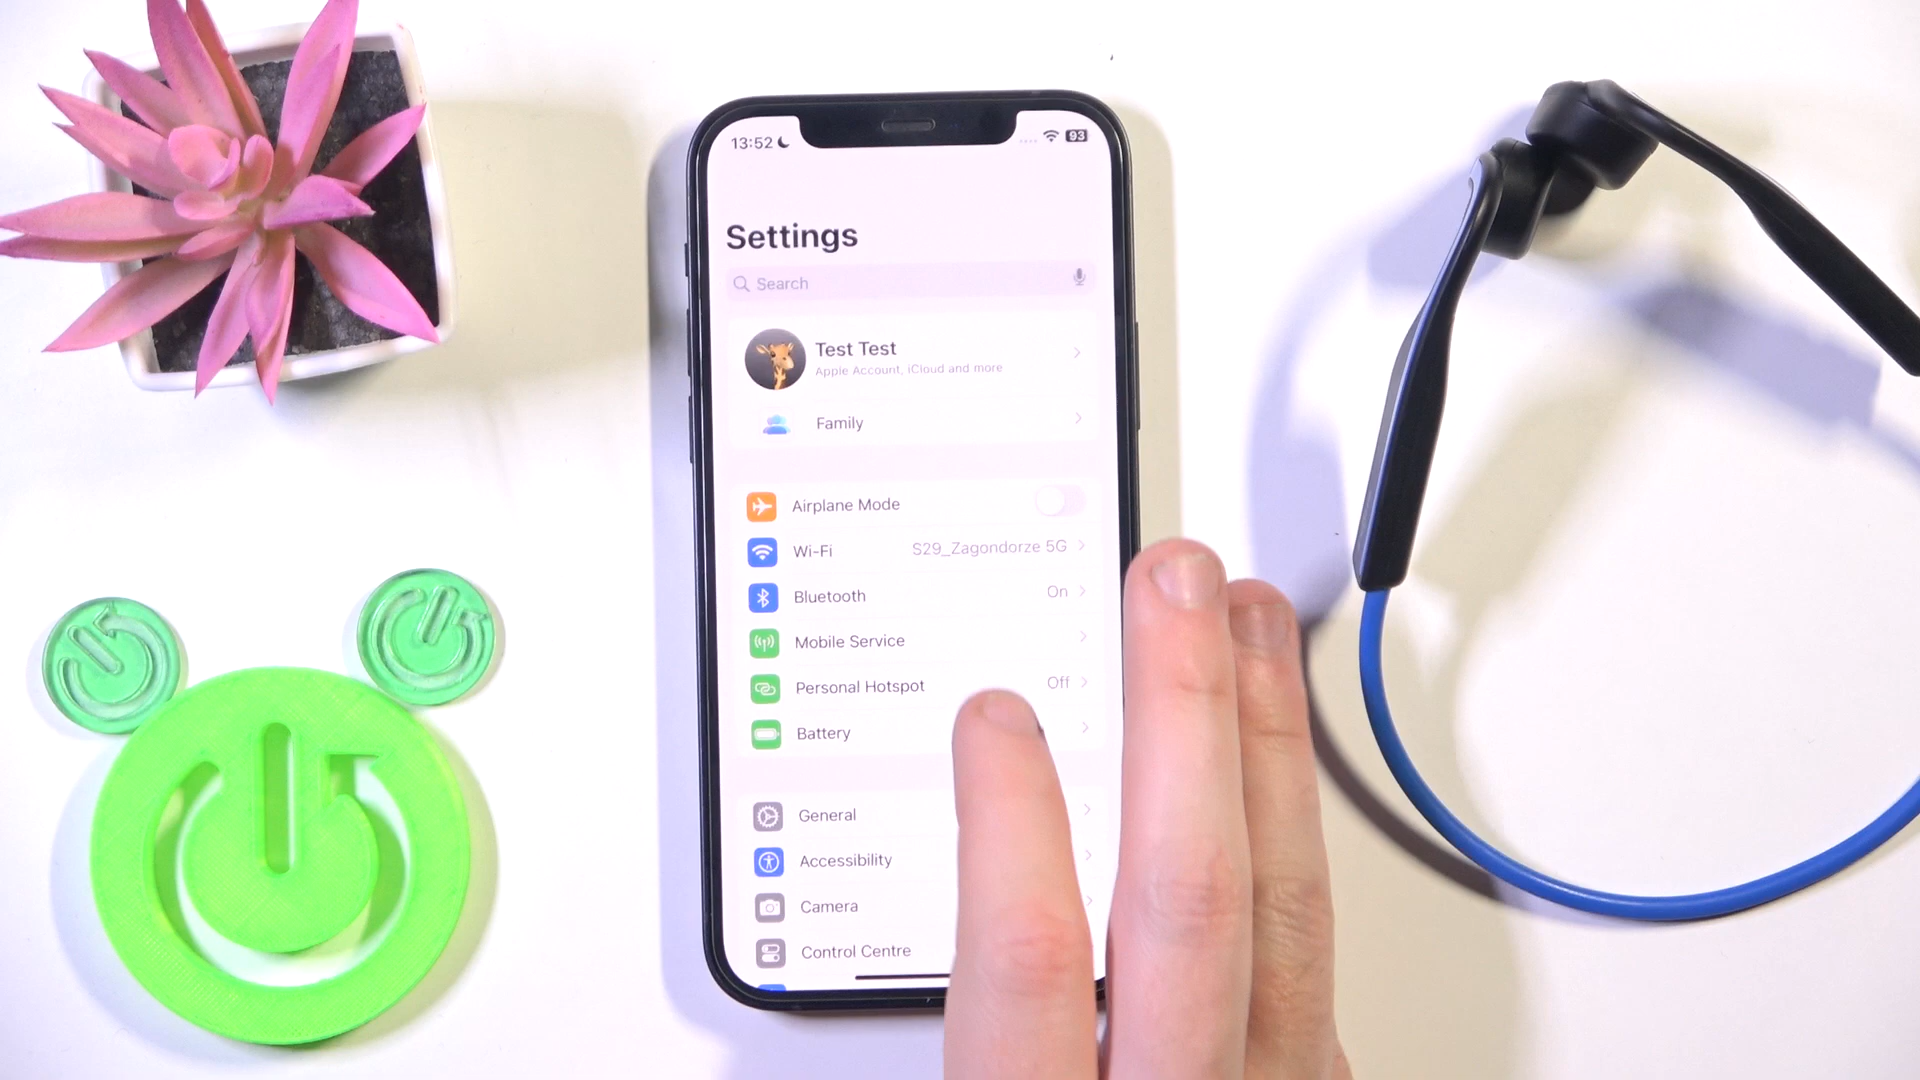 13:52
93
Settings
Search
Test Test
Apple Account, iCloud and more
Family
Airplane Mode
Wi-Fi S29_Zagondorze 5G
Bluetooth On
Mobile Service
Personal Hotspot Off
Battery
General
Accessibility
Camera
Control Centre